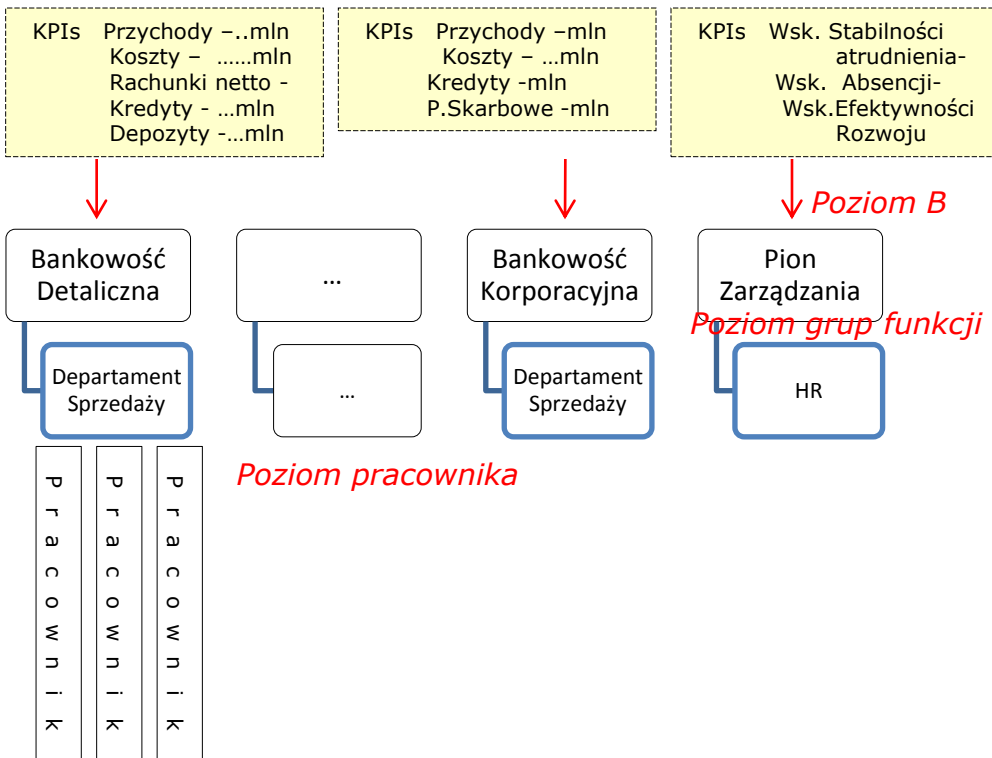 KPIs Przychody –..mln
Koszty – ......mln
Rachunki netto -
Kredyty - ...mln
Depozyty -...mln
KPIs Przychody –mln
Koszty – ...mln
Kredyty -mln
P.Skarbowe -mln
KPIs Wsk. Stabilności
atrudnienia-
Wsk. Absencji-
Wsk.Efektywności
Rozwoju
Poziom B
Bankowość
Detaliczna
...
Bankowość
Korporacyjna
Pion
Zarządzania
Poziom grup funkcji
Departament
Sprzedaży
...
Departament
Sprzedaży
HR
Poziom pracownika
Pracownik
Pracownik
Pracownik